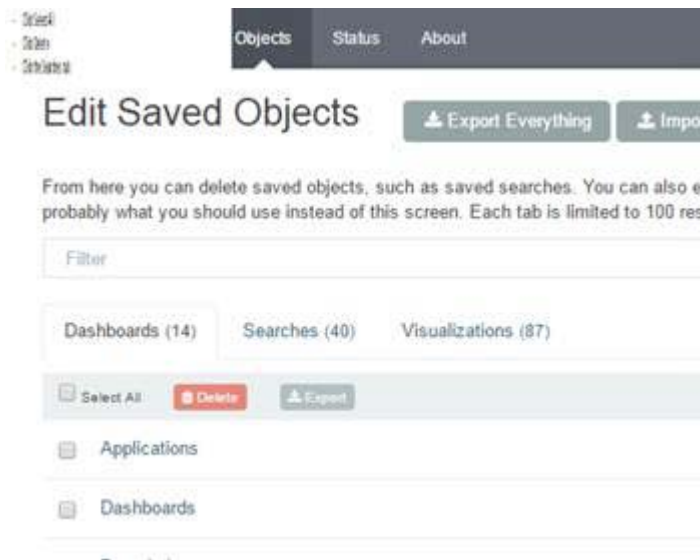 Objects Status About
Edit Saved Objects
Export Everything
From here you can delete saved objects, such as saved searches. You can also
probably what you should use instead of this screen. Each tab is limited to 100
Filter
Dashboards (14) Searches (40) Visualizations (87)
Select All Delete Export
Applications
Dashboards